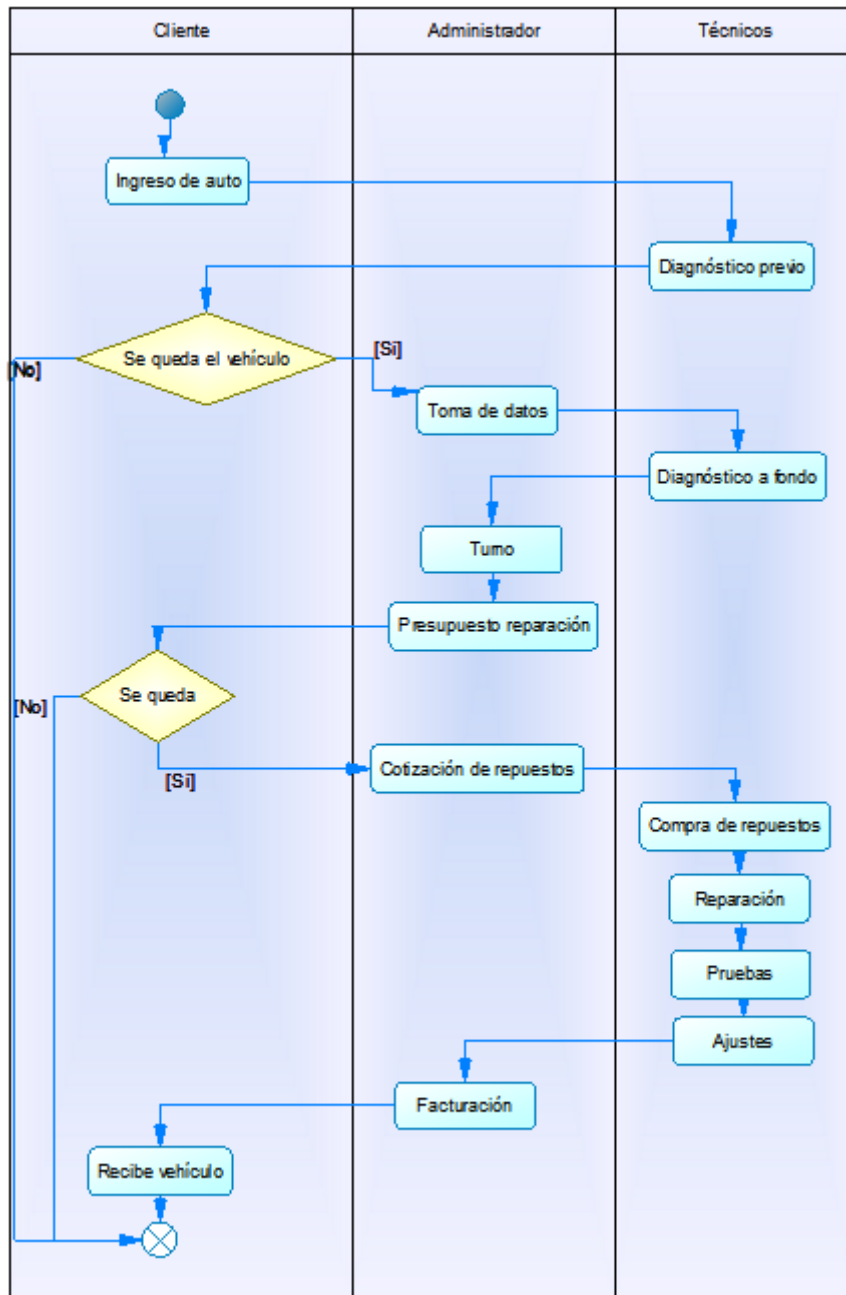 Cliente
Administrador
Técnicos
Ingreso de auto
Diagnóstico previo
Se queda el vehículo
[No]
[Si]
Toma de datos
Diagnóstico a fondo
Turno
Presupuesto reparación
Se queda
[No]
[Si]
Cotización de repuestos
Compra de repuestos
Reparación
Pruebas
Ajustes
Facturación
Recibe vehículo